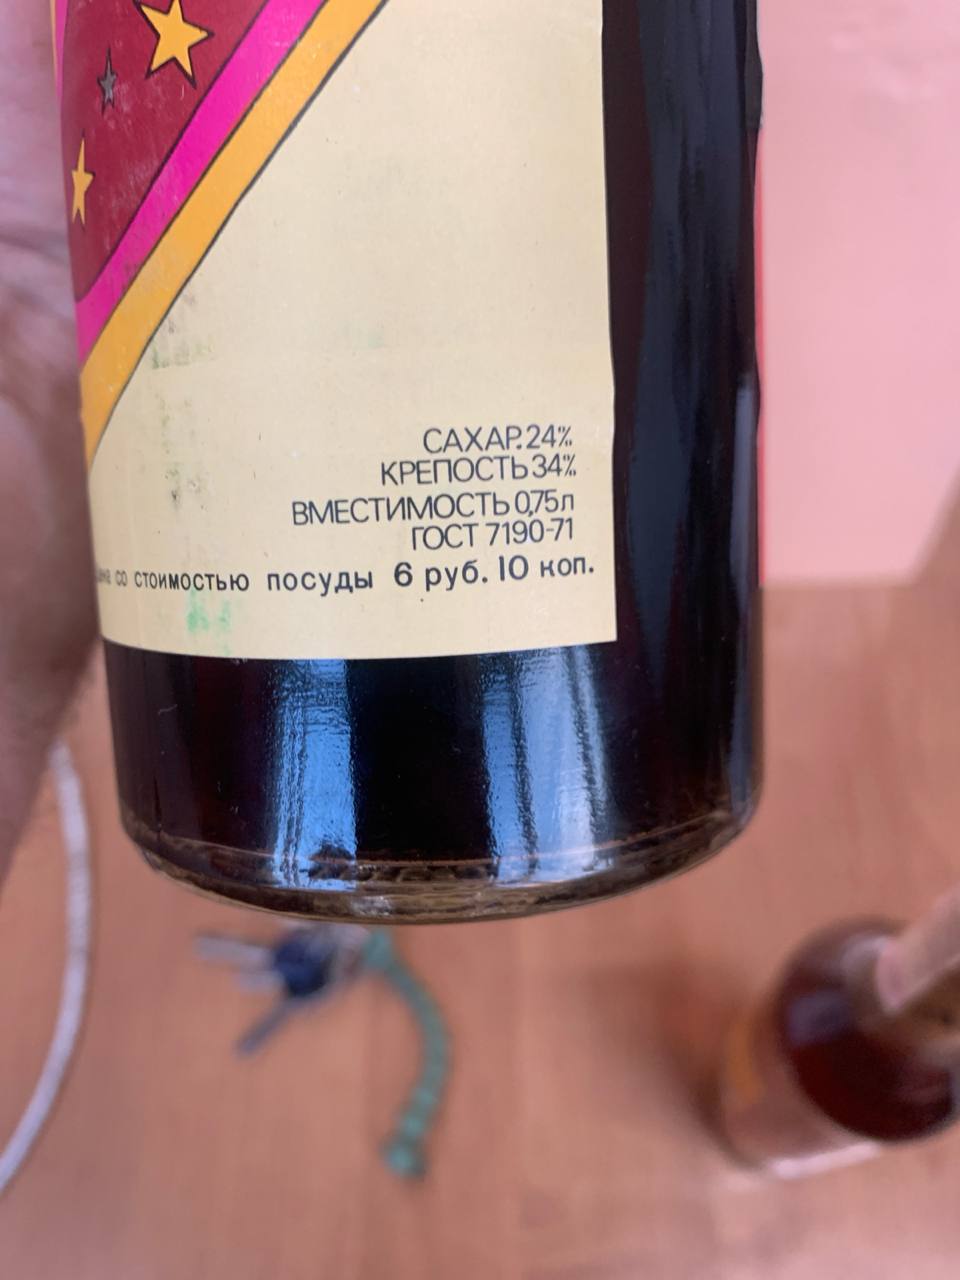 САХАР.24%
КРЕПОСТЬ 34%
ВМЕСТИМОСТЬ 0,75л
ГОСТ 7190-71
со стоимостью посуды 6 руб. 10 коп.